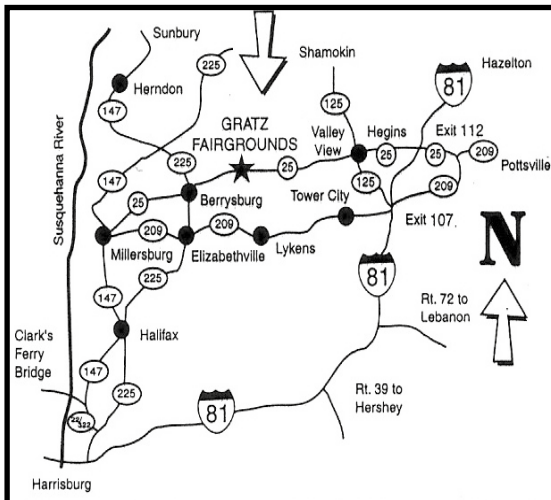 Sunbury
225
Shamokin
Hazelton
81
Herndon
147
125
GRATZ
FAIRGROUNDS
Valley
View
Hegins
Exit 112
225
25
25
25
209
Pottsville
147
125
209
25
Berrysburg
Tower City
Exit 107
Susquehanna River
209
209
Millersburg
Elizabethville
Lykens
N
147
225
81
Rt. 72 to
Lebanon
Halifax
Clark's
Ferry
Bridge
147
225
Rt. 39 to
Hershey
81
22/322
Harrisburg